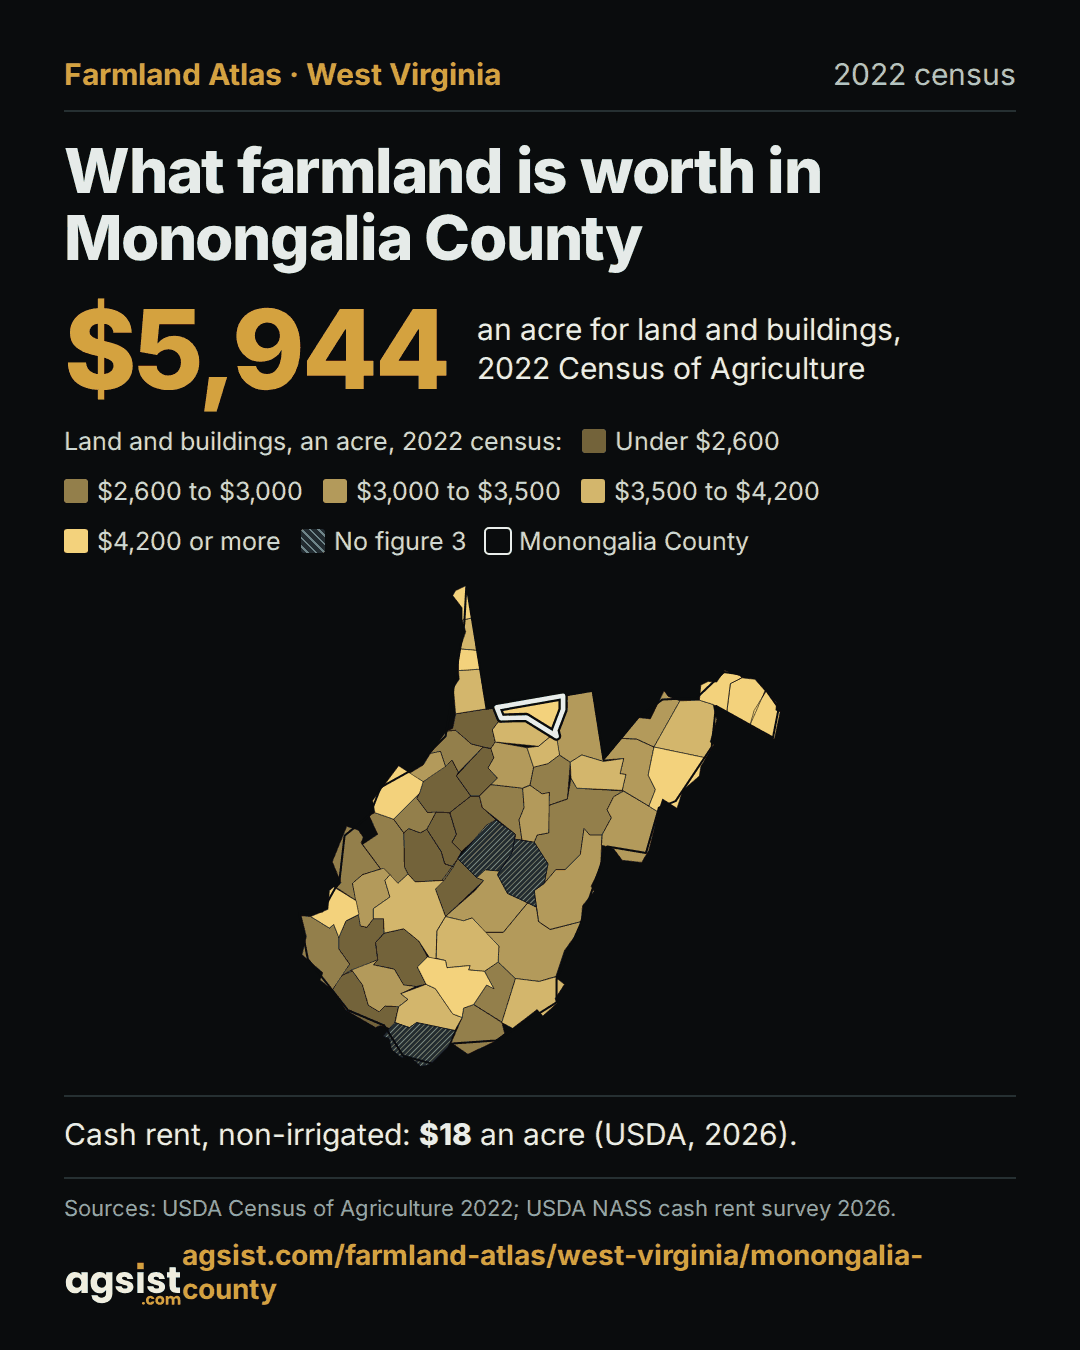 Farmland Atlas · West Virginia
2022 census
What farmland is worth in
Monongalia County
$5,944
an acre for land and buildings,
2022 Census of Agriculture
Land and buildings, an acre, 2022 census: Under $2,600
$2,600 to $3,000 $3,000 to $3,500 $3,500 to $4,200
$4,200 or more No figure 3 Monongalia County
Cash rent, non-irrigated: $18 an acre (USDA, 2026).
Sources: USDA Census of Agriculture 2022; USDA NASS cash rent survey 2026.
agsist
.com
agsist.com/farmland-atlas/west-virginia/monongalia-
county